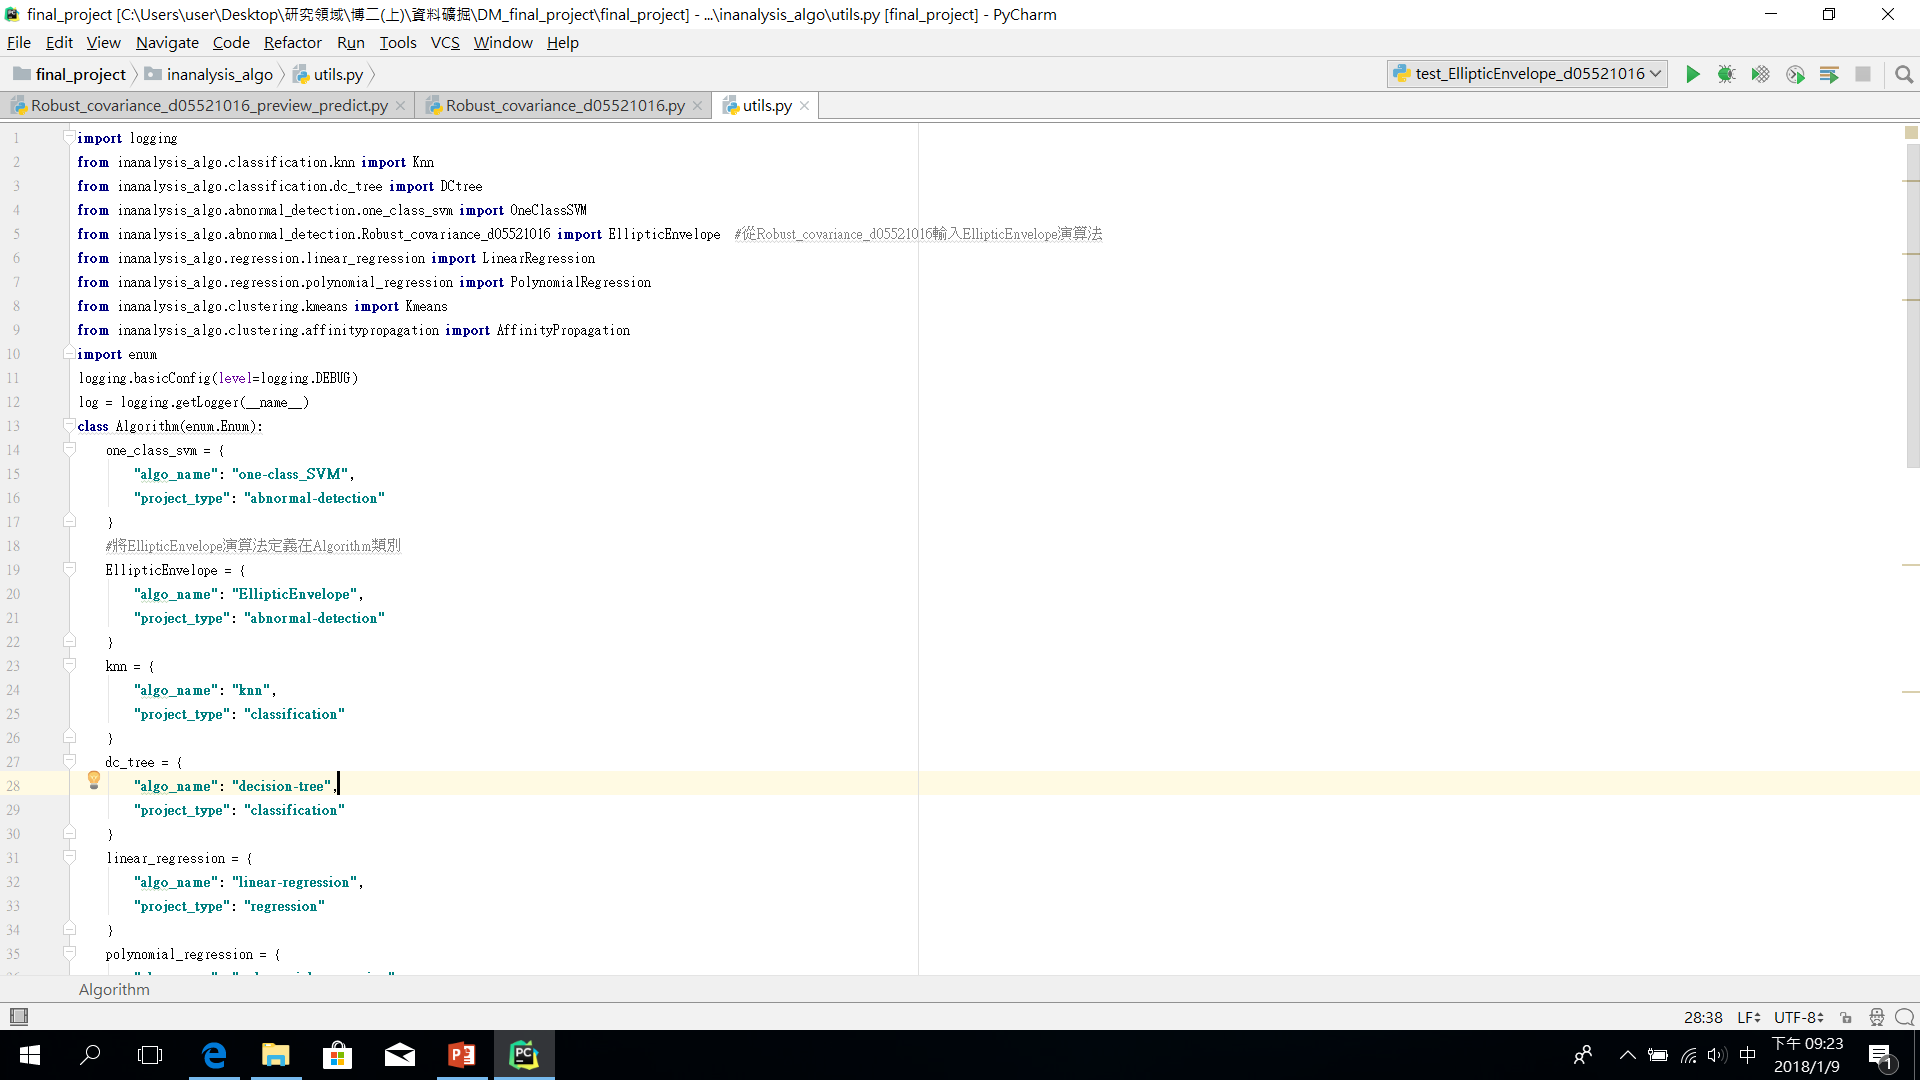 final_project [C:\Users\user\Desktop\研究領域\博二(上)\資料礦掘\DM_final_project\final_project] - ...\inanalysis_algo\utils.py [final_project] - PyCharm
File Edit View Navigate Code Refactor Run Tools VCS Window Help
final_project inanalysis_algo utils.py test_EllipticEnvelope_d05521016
Robust_covariance_d05521016_preview_predict.py Robust_covariance_d05521016.py utils.py
1 import logging
2 from inanalysis_algo.classification.knn import Knn
3 from inanalysis_algo.classification.dc_tree import DCtree
4 from inanalysis_algo.abnormal_detection.one_class_svm import OneClassSVM
5 from inanalysis_algo.abnormal_detection.Robust_covariance_d05521016 import EllipticEnvelope #從Robust_covariance_d05521016輸入EllipticEnvelope演算法
6 from inanalysis_algo.regression.linear_regression import LinearRegression
7 from inanalysis_algo.regression.polynomial_regression import PolynomialRegression
8 from inanalysis_algo.clustering.kmeans import Kmeans
9 from inanalysis_algo.clustering.affinitypropagation import AffinityPropagation
10 import enum
11 logging.basicConfig(level=logging.DEBUG)
12 log = logging.getLogger(__name__)
13 class Algorithm(enum.Enum):
14 one_class_svm = {
15 "algo_name": "one-class_SVM",
16 "project_type": "abnormal-detection"
17 }
18 #將EllipticEnvelope演算法定義在Algorithm類別
19 EllipticEnvelope = {
20 "algo_name": "EllipticEnvelope",
21 "project_type": "abnormal-detection"
22 }
23 knn = {
24 "algo_name": "knn",
25 "project_type": "classification"
26 }
27 dc_tree = {
28 "algo_name": "decision-tree",
29 "project_type": "classification"
30 }
31 linear_regression = {
32 "algo_name": "linear-regression",
33 "project_type": "regression"
34 }
35 polynomial_regression = {
Algorithm
28:38 LF UTF-8
中 下午 09:23
2018/1/9 1